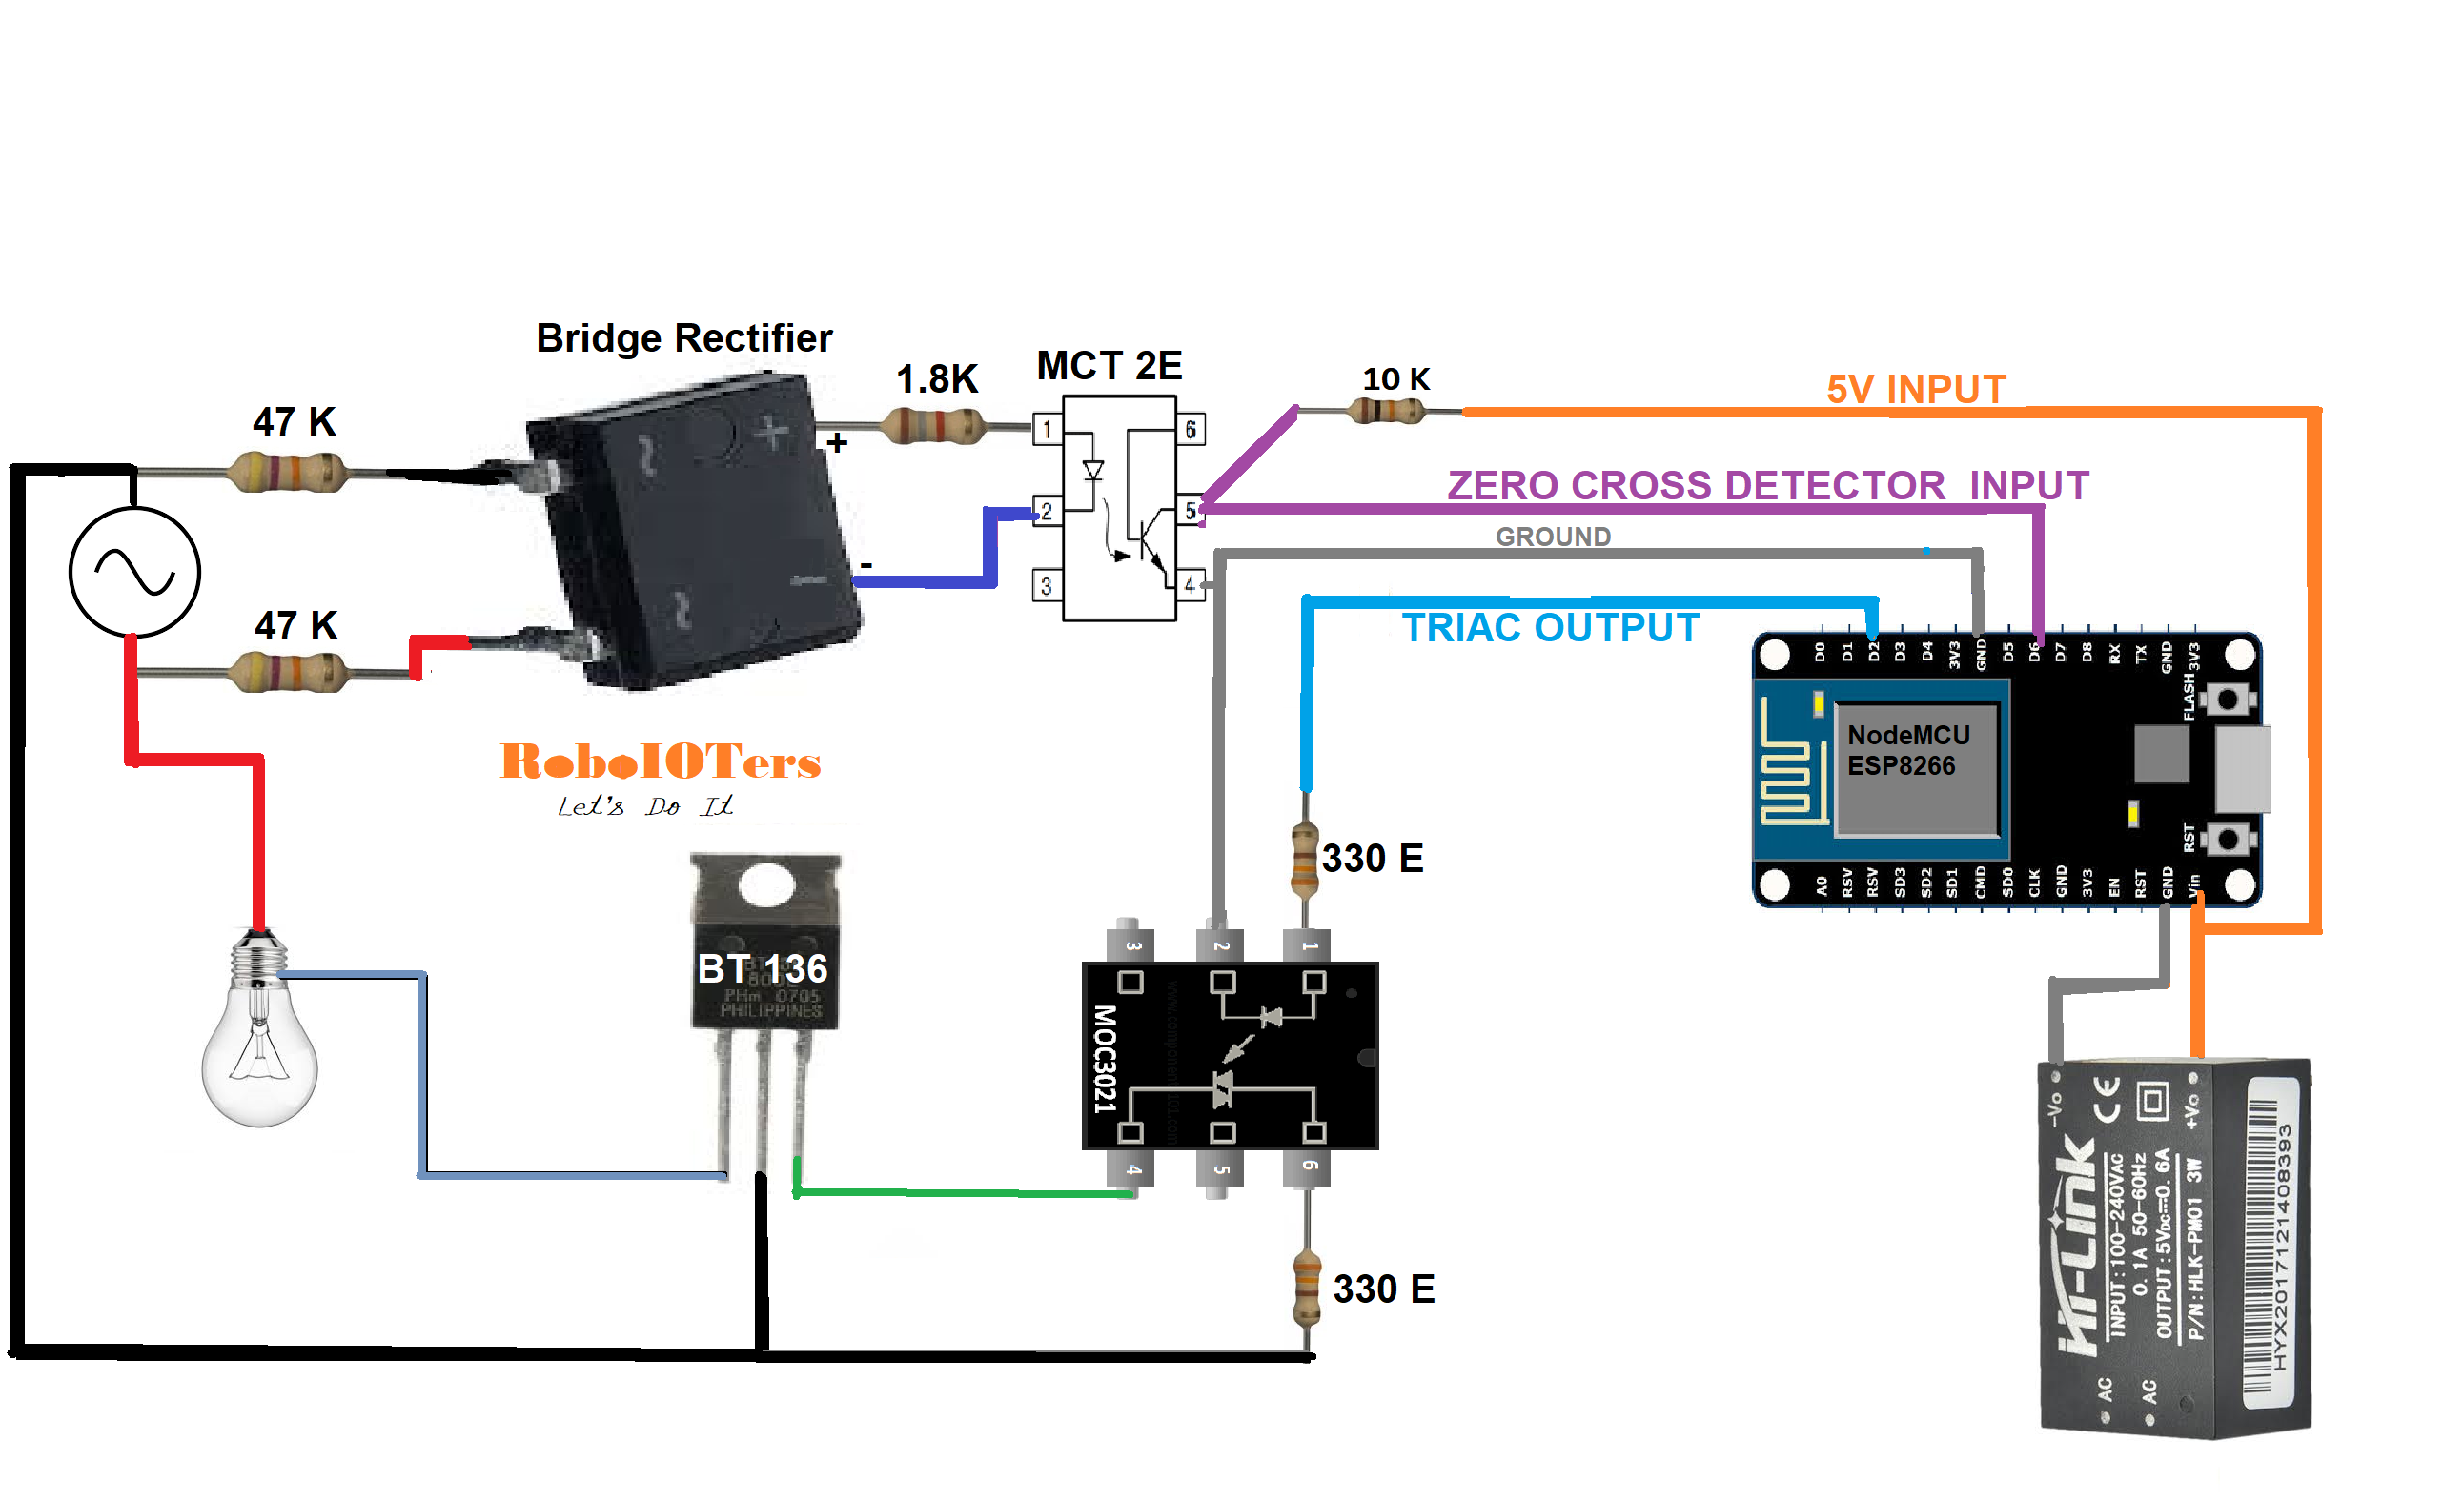 Bridge Rectifier
MCT 2E
1.8K
10 K
5V INPUT
47 K
+
1
6
ZERO CROSS DETECTOR  INPUT
2
5
GROUND
-
3
4
47 K
TRIAC OUTPUT
D0 D1 D2 D3 D4 3V3 GND D5 D6 D7 D8 RX TX GND 3V3
FLASH
NodeMCU
ESP8266
RoboIOTers
Let's Do It
RST
330 E
A0 RSV RSV SD3 SD2 SD1 CMD SD0 CLK GND 3V3 EN RST GND Vin
3 2 1
BT 136
PHm 0705
PHILIPPINES
MOC3021
4 5 6
330 E
-Vo
+Vo
CE
Hi-Link
INPUT:100-240VAC
0.1A 50-60Hz
OUTPUT:5VDC⎓0.6A
P/N:HLK-PM01 3W
AC
AC
HYX2017121408393